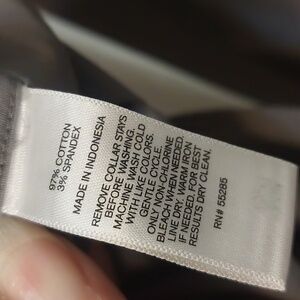 97% COTTON
3% SPANDEX
MADE IN INDONESIA
REMOVE COLLAR STAYS
BEFORE WASHING.
MACHINE WASH COLD
WITH LIKE COLORS.
GENTLE CYCLE.
ONLY NON-CHLORINE
BLEACH WHEN NEEDED.
LINE DRY. WARM IRON
IF NEEDED. FOR BEST
RESULTS DRY CLEAN.
RN# 55285